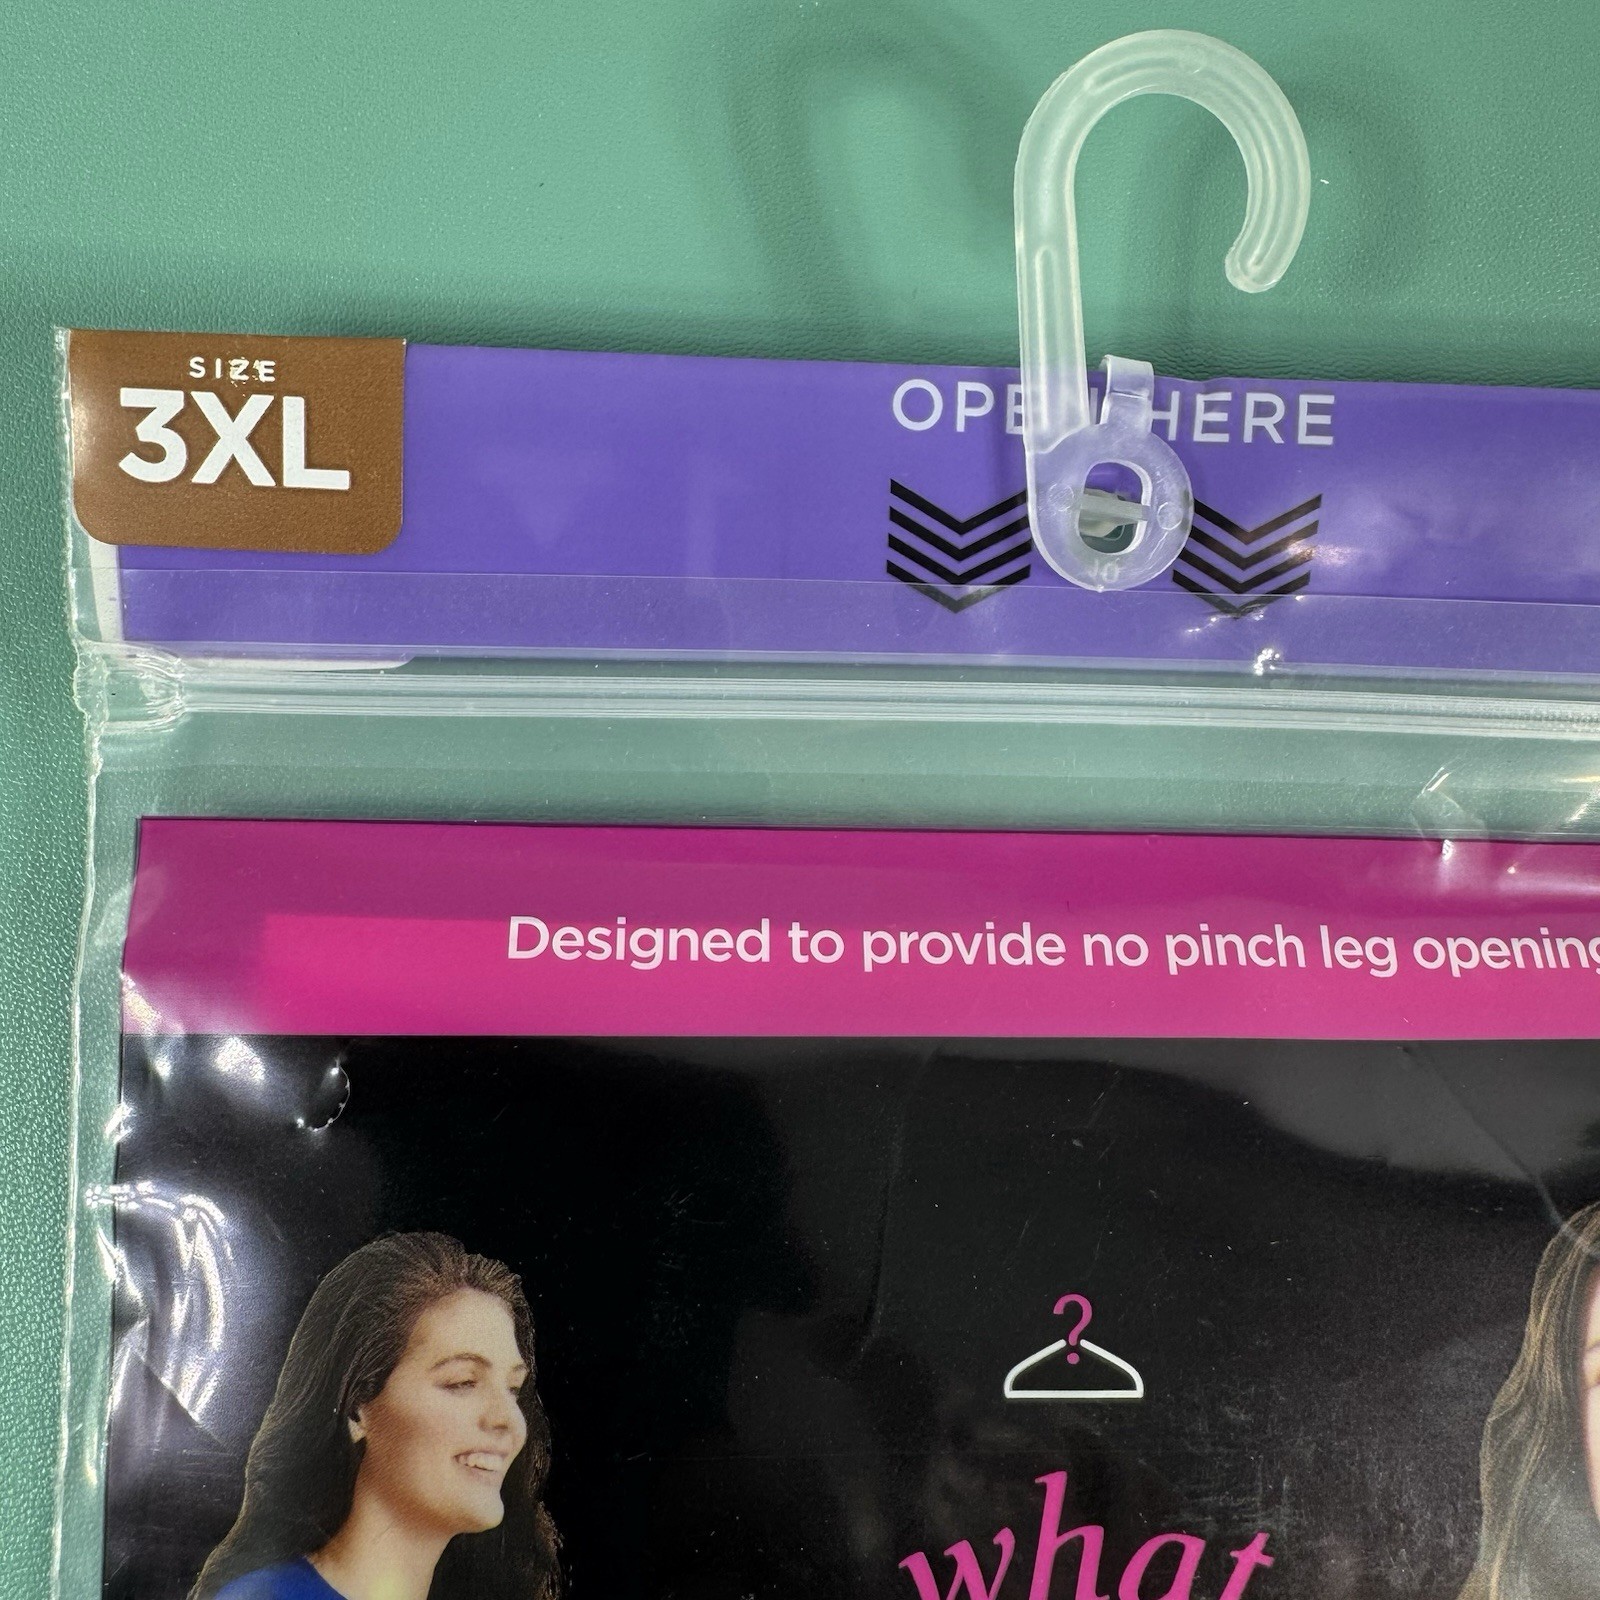 SIZE
3XL
OPEN HERE
Designed to provide no pinch leg opening
?
what